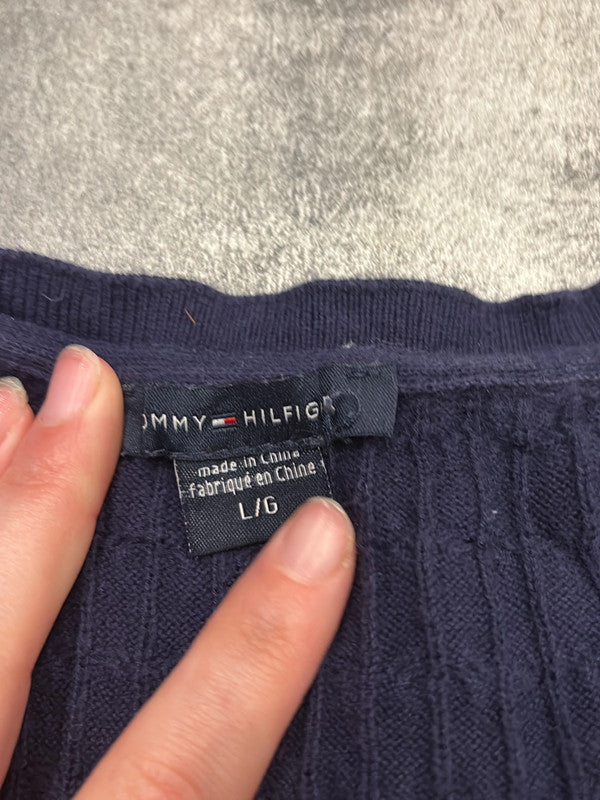 OMMY HILFIG
made in China
fabriqué en Chine
L/G